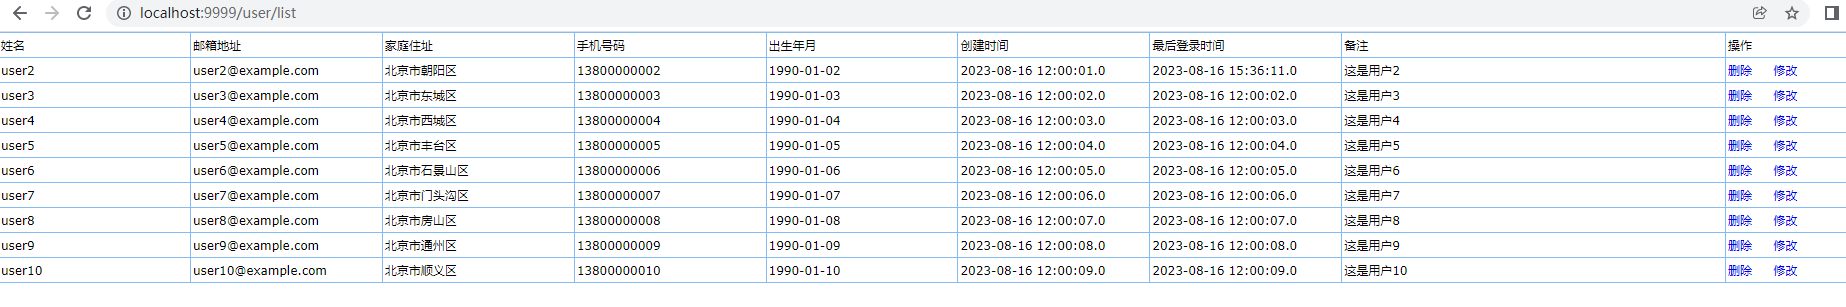 localhost:9999/user/list
姓名 邮箱地址 家庭住址 手机号码 出生年月 创建时间 最后登录时间 备注 操作
user2 user2@example.com 北京市朝阳区 13800000002 1990-01-02 2023-08-16 12:00:01.0 2023-08-16 15:36:11.0 这是用户2 删除 修改
user3 user3@example.com 北京市东城区 13800000003 1990-01-03 2023-08-16 12:00:02.0 2023-08-16 12:00:02.0 这是用户3 删除 修改
user4 user4@example.com 北京市西城区 13800000004 1990-01-04 2023-08-16 12:00:03.0 2023-08-16 12:00:03.0 这是用户4 删除 修改
user5 user5@example.com 北京市丰台区 13800000005 1990-01-05 2023-08-16 12:00:04.0 2023-08-16 12:00:04.0 这是用户5 删除 修改
user6 user6@example.com 北京市石景山区 13800000006 1990-01-06 2023-08-16 12:00:05.0 2023-08-16 12:00:05.0 这是用户6 删除 修改
user7 user7@example.com 北京市门头沟区 13800000007 1990-01-07 2023-08-16 12:00:06.0 2023-08-16 12:00:06.0 这是用户7 删除 修改
user8 user8@example.com 北京市房山区 13800000008 1990-01-08 2023-08-16 12:00:07.0 2023-08-16 12:00:07.0 这是用户8 删除 修改
user9 user9@example.com 北京市通州区 13800000009 1990-01-09 2023-08-16 12:00:08.0 2023-08-16 12:00:08.0 这是用户9 删除 修改
user10 user10@example.com 北京市顺义区 13800000010 1990-01-10 2023-08-16 12:00:09.0 2023-08-16 12:00:09.0 这是用户10 删除 修改